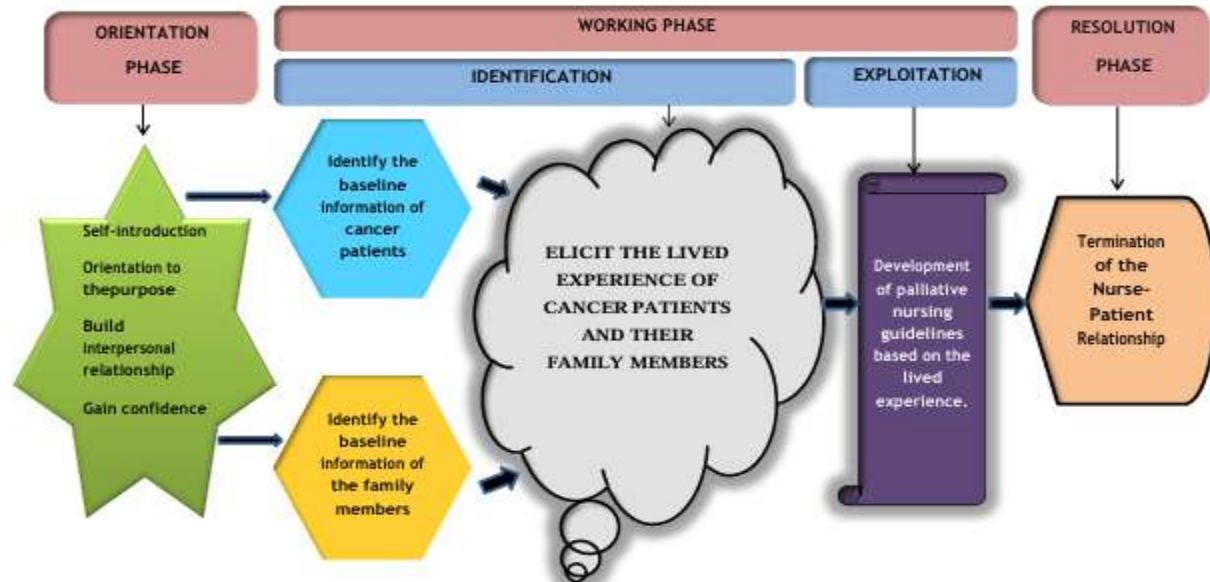 ORIENTATION
PHASE
WORKING PHASE
IDENTIFICATION
EXPLOITATION
RESOLUTION
PHASE
Self-introduction
Orientation to
thepurpose
Build
Interpersonal
relationship
Gain confidence
Identify the
baseline
information of
cancer
patients
Identify the
baseline
information of
the family
members
ELICIT THE LIVED
EXPERIENCE OF
CANCER PATIENTS
AND THEIR
FAMILY MEMBERS
Development
of palliative
nursing
guidelines
based on the
lived
experience.
Termination
of the
Nurse-
Patient
Relationship